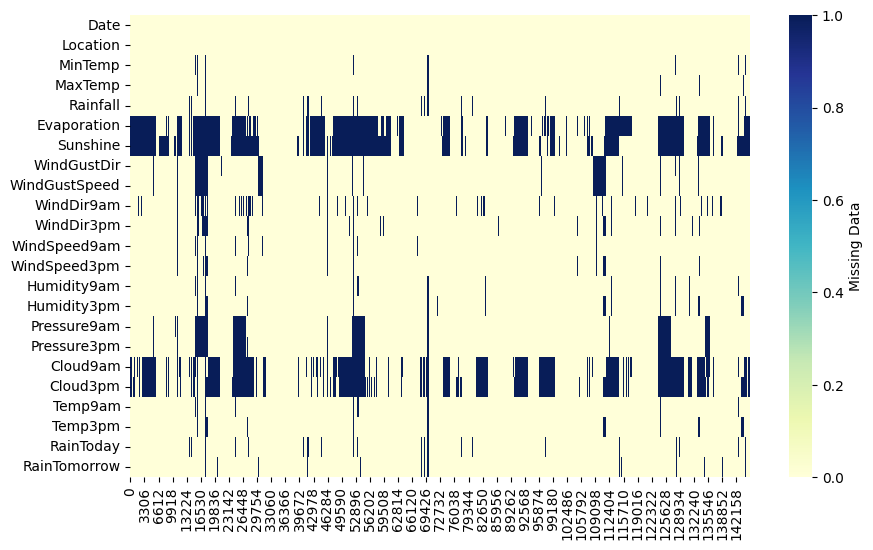 Date
Location
MinTemp
MaxTemp
Rainfall
Evaporation
Sunshine
WindGustDir
WindGustSpeed
WindDir9am
WindDir3pm
WindSpeed9am
WindSpeed3pm
Humidity9am
Humidity3pm
Pressure9am
Pressure3pm
Cloud9am
Cloud3pm
Temp9am
Temp3pm
RainToday
RainTomorrow
0
3306
6612
9918
13224
16530
19836
23142
26448
29754
33060
36366
39672
42978
46284
49590
52896
56202
59508
62814
66120
69426
72732
76038
79344
82650
85956
89262
92568
95874
99180
102486
105792
109098
112404
115710
119016
122322
125628
128934
132240
135546
138852
142158
1.0
0.8
0.6
0.4
0.2
0.0
Missing Data